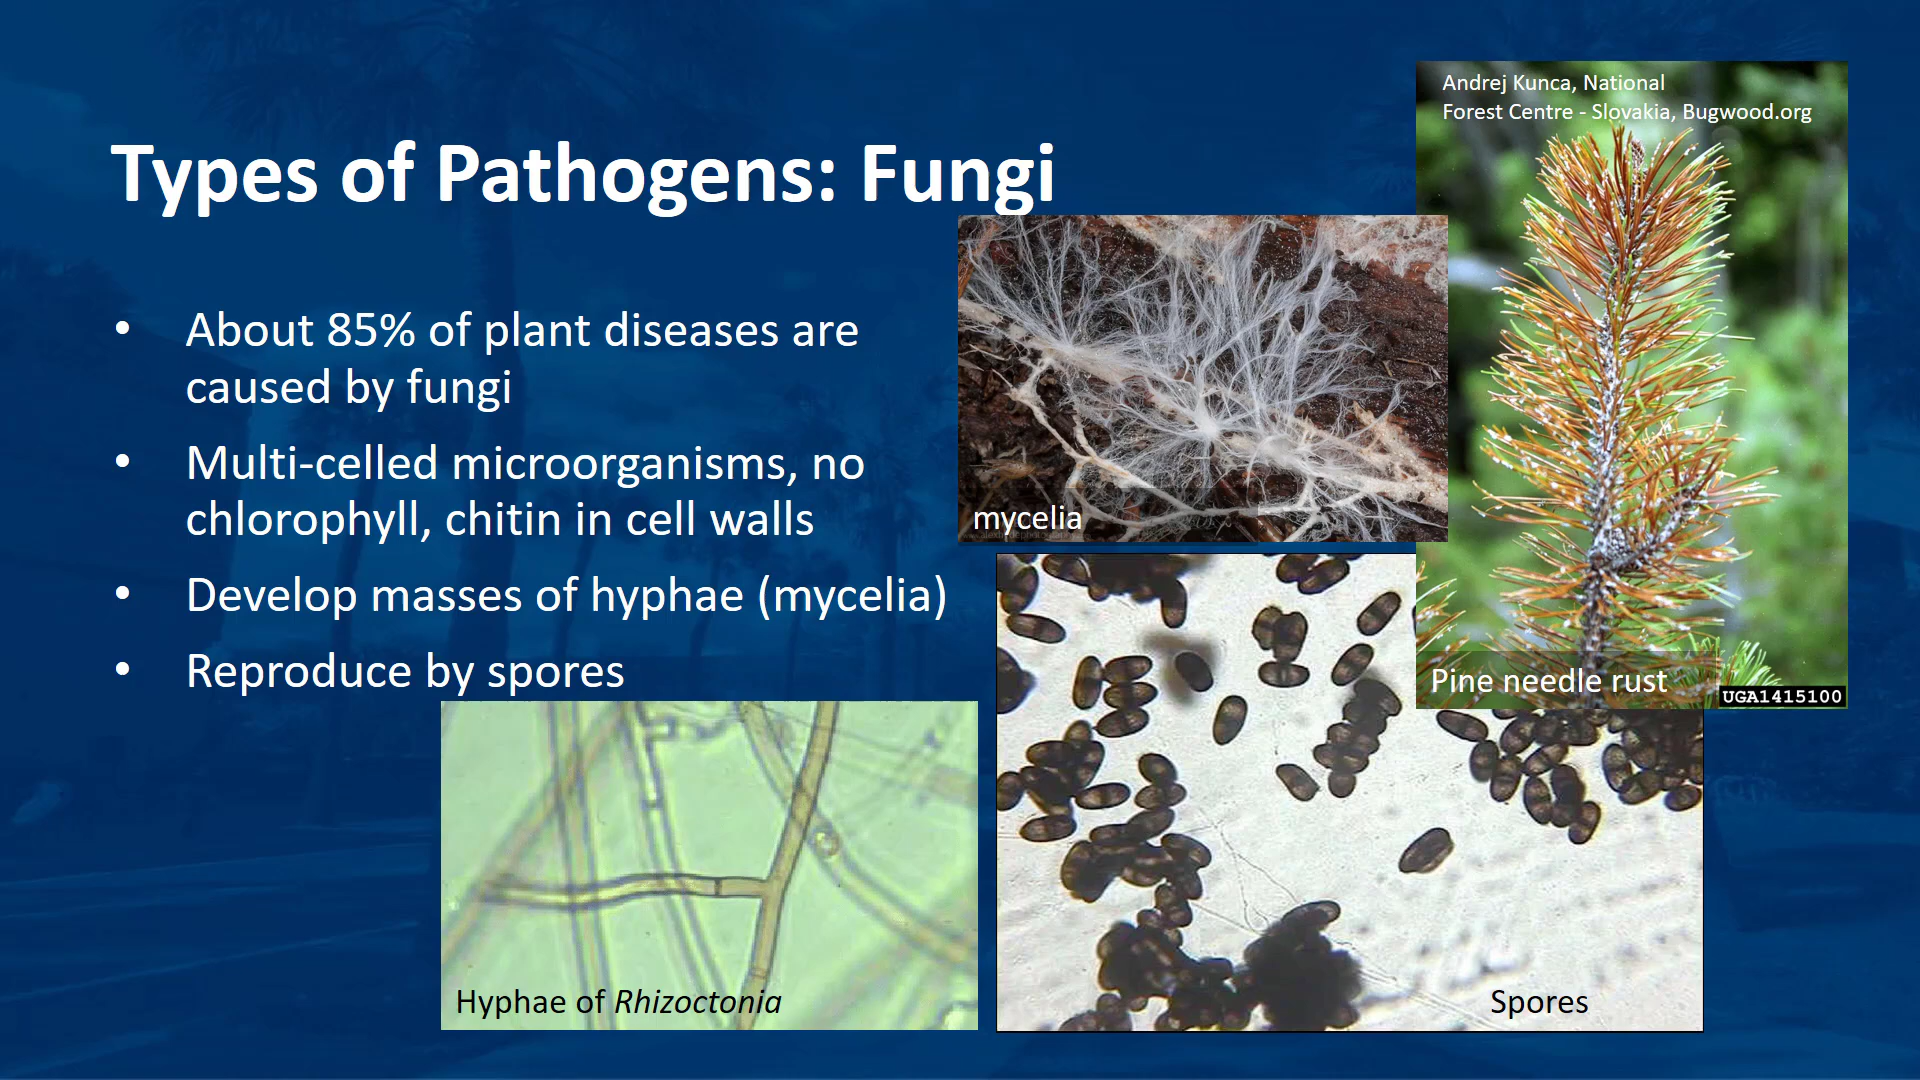 Types of Pathogens: Fungi
• About 85% of plant diseases are
caused by fungi
• Multi-celled microorganisms, no
chlorophyll, chitin in cell walls
• Develop masses of hyphae (mycelia)
• Reproduce by spores
Andrej Kunca, National
Forest Centre - Slovakia, Bugwood.org
mycelia
Pine needle rust
UGA1415100
Hyphae of Rhizoctonia
Spores